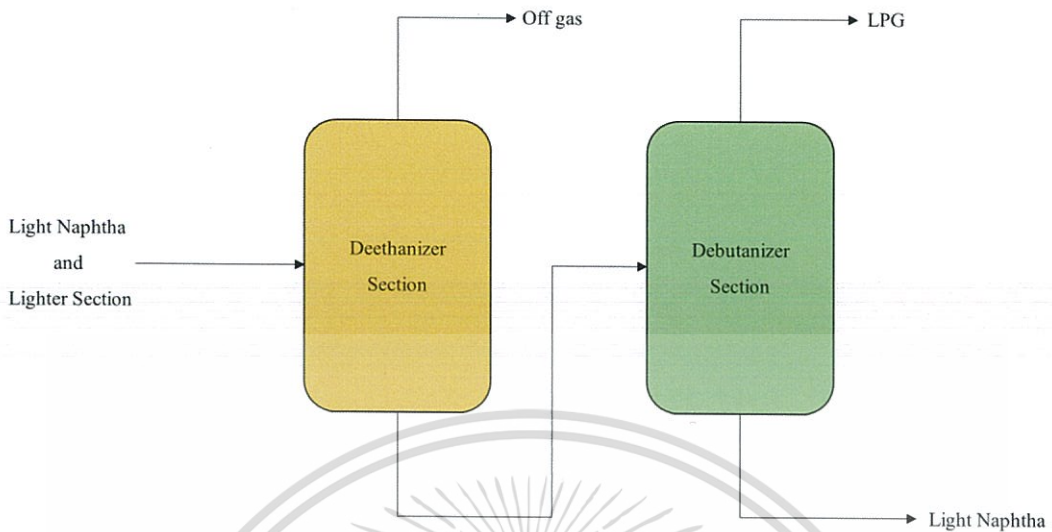 Off gas
LPG
Light Naphtha
and
Lighter Section
Deethanizer
Section
Debutanizer
Section
Light Naphtha